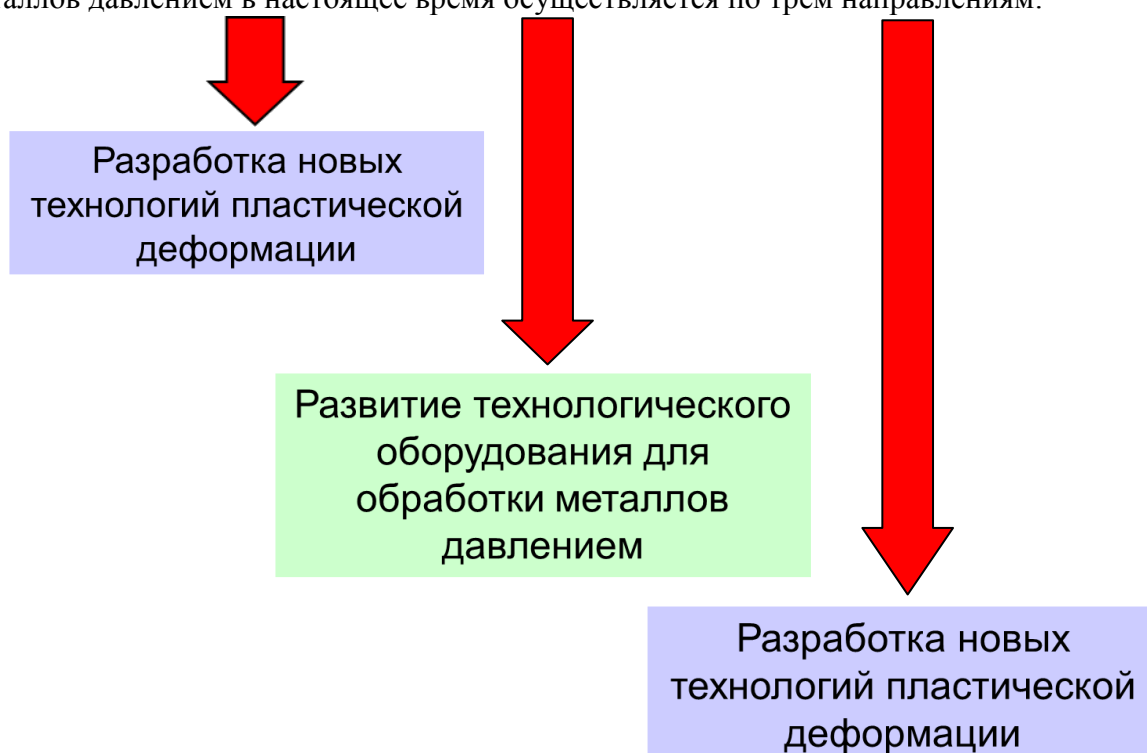 таллов давлением в настоящее время осуществляется по трем направлениям:
Разработка новых
технологий пластической
деформации
Развитие технологического
оборудования для
обработки металлов
давлением
Разработка новых
технологий пластической
деформации